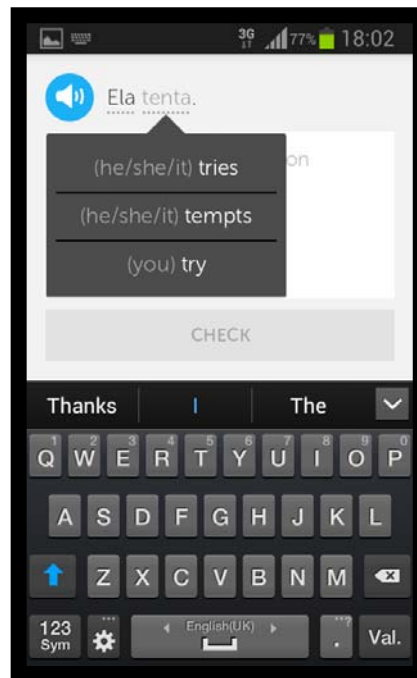 3G 77% 18:02
Ela tenta.
on
(he/she/it) tries
(he/she/it) tempts
(you) try
CHECK
Thanks I The
1 2 3 4 5 6 7 8 9 0
Q W E R T Y U I O P
A S D F G H J K L
Z X C V B N M
123 English(UK) ...?
Sym . Val.